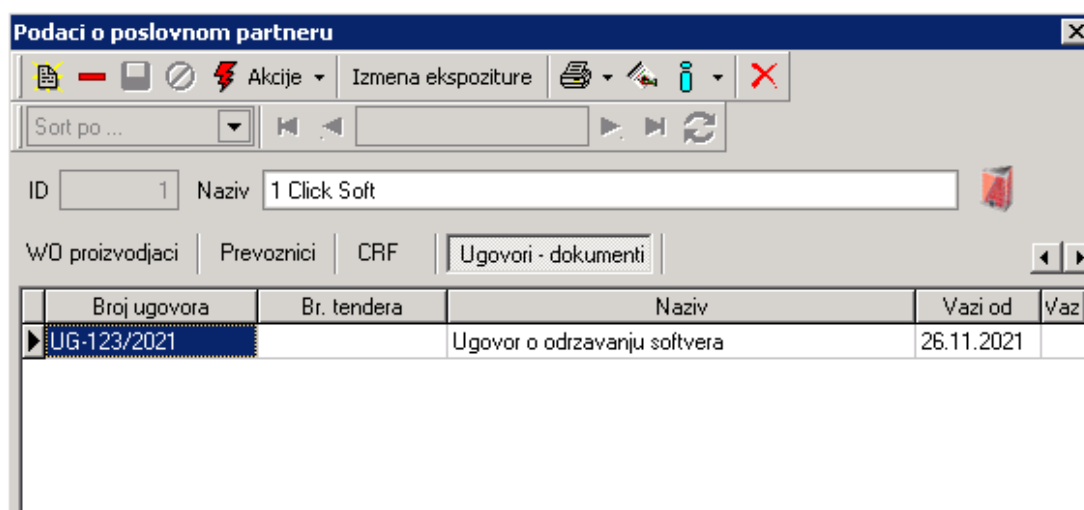 Podaci o poslovnom partneru
Akcije Izmena ekspoziture
Sort po ...
ID 1 Naziv 1 Click Soft
WO proizvodjaci Prevoznici CRF Ugovori - dokumenti
Broj ugovora Br. tendera Naziv Vazi od Vaz
UG-123/2021 Ugovor o odrzavanju softvera 26.11.2021